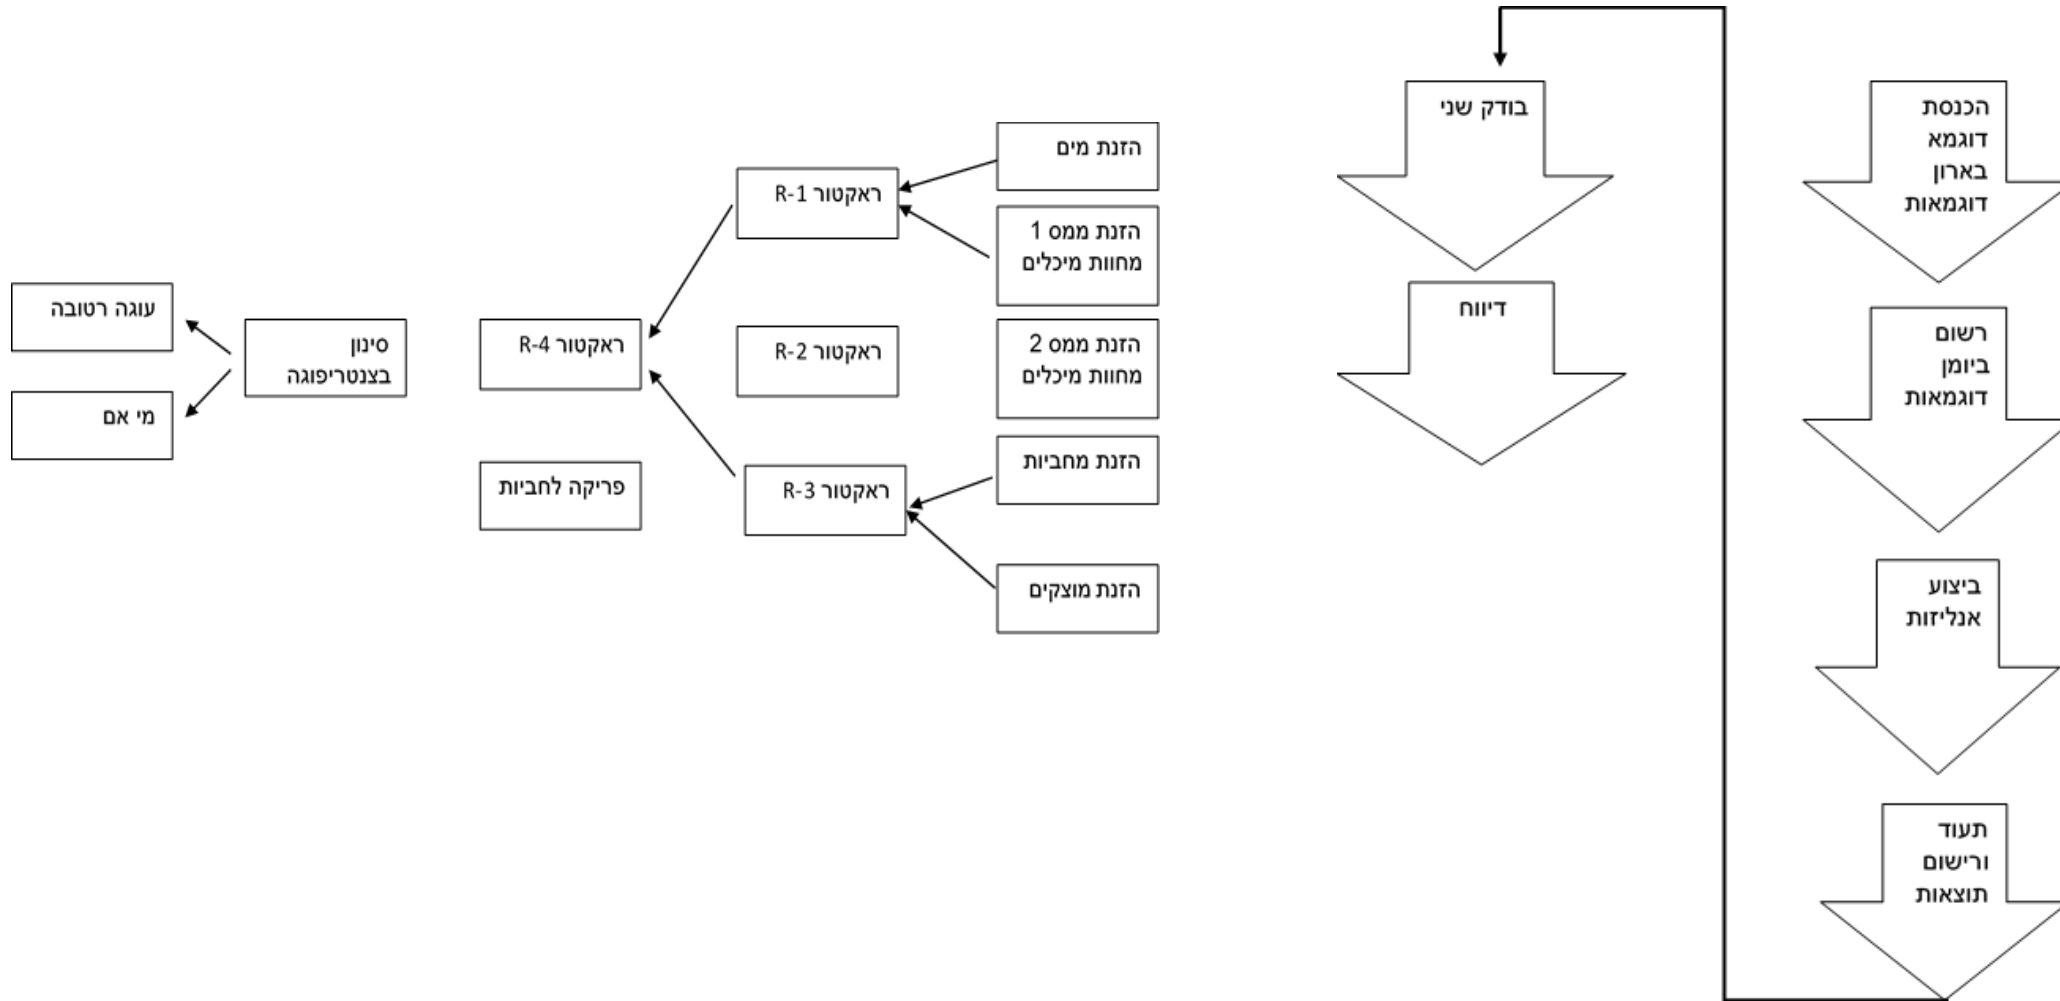 הכנסת
דוגמא
בארון
דוגמאות
רשום
ביומן
דוגמאות
ביצוע
אנליזות
תעוד
ורישום
תוצאות
בודק שני
דיווח
הזנת מים
הזנת ממס 1
מחוות מיכלים
הזנת ממס 2
מחוות מיכלים
הזנת מחביות
הזנת מוצקים
ראקטור R-1
ראקטור R-2
ראקטור R-3
ראקטור R-4
פריקה לחביות
סינון
בצנטריפוגה
עוגה רטובה
מי אם